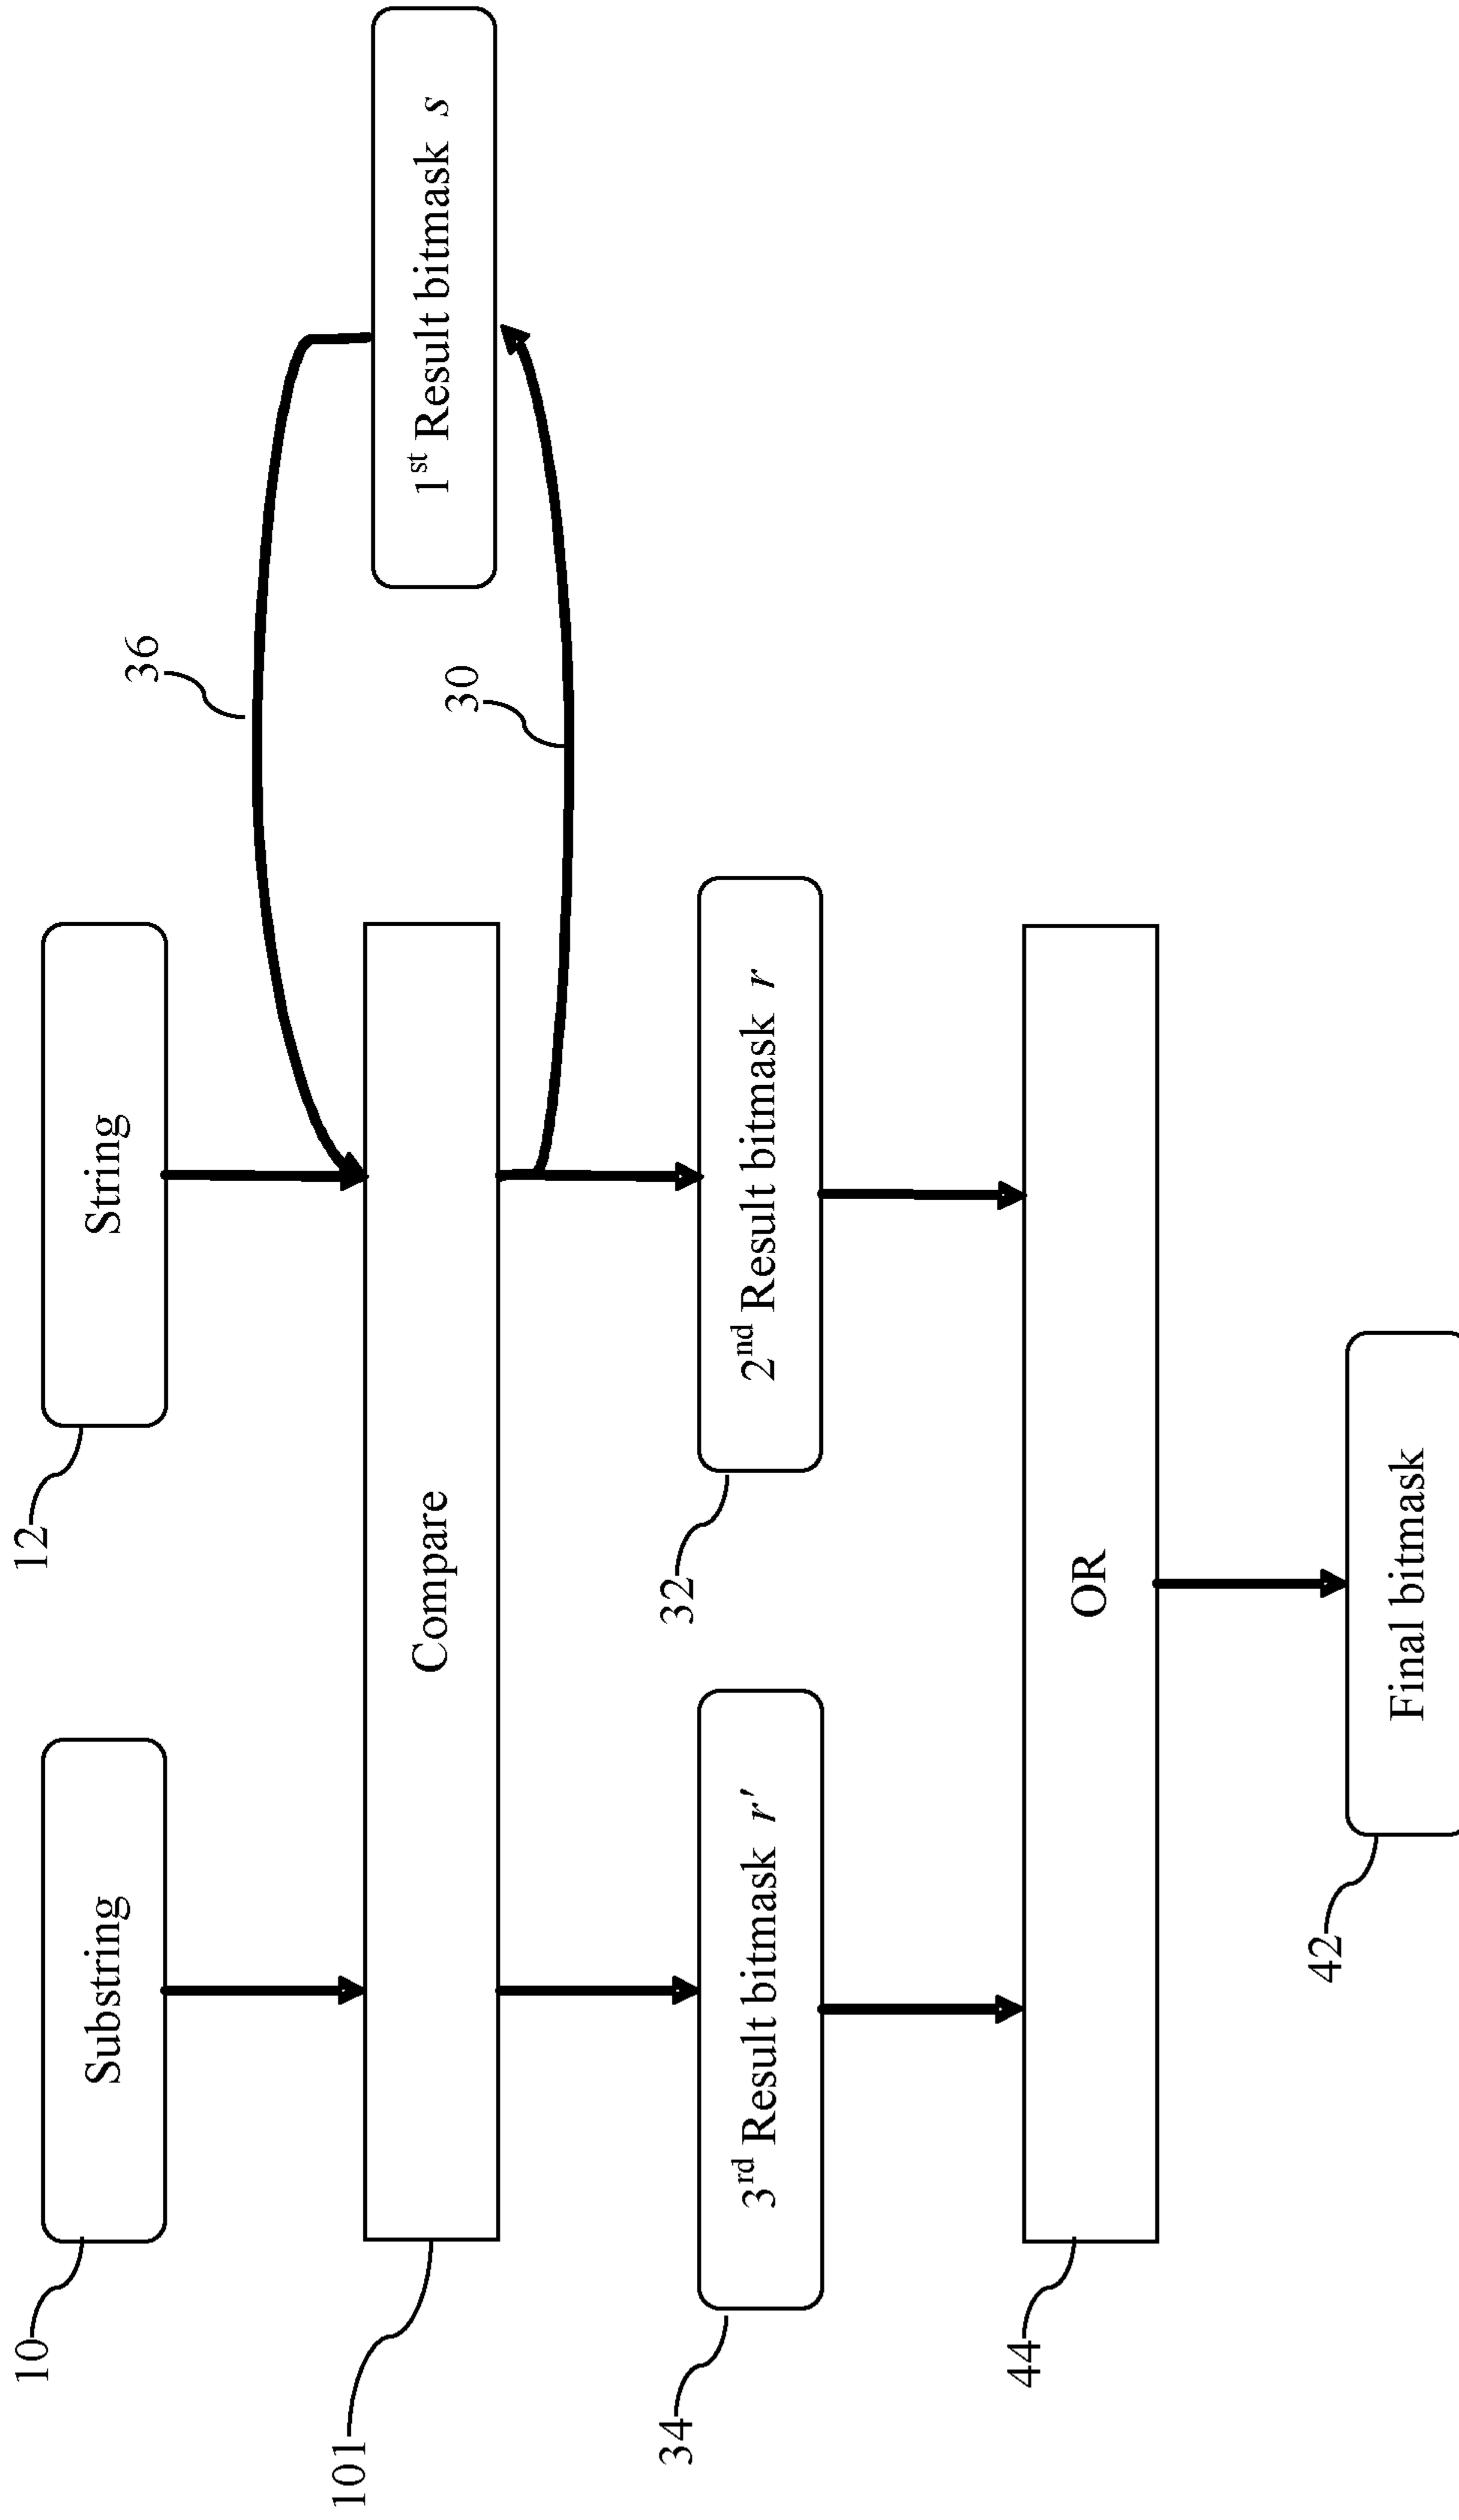 10
Substring
12
String
36
101
Compare
30
1st Result bitmask s
34
3rd Result bitmask r'
32
2nd Result bitmask r
44
OR
42
Final bitmask